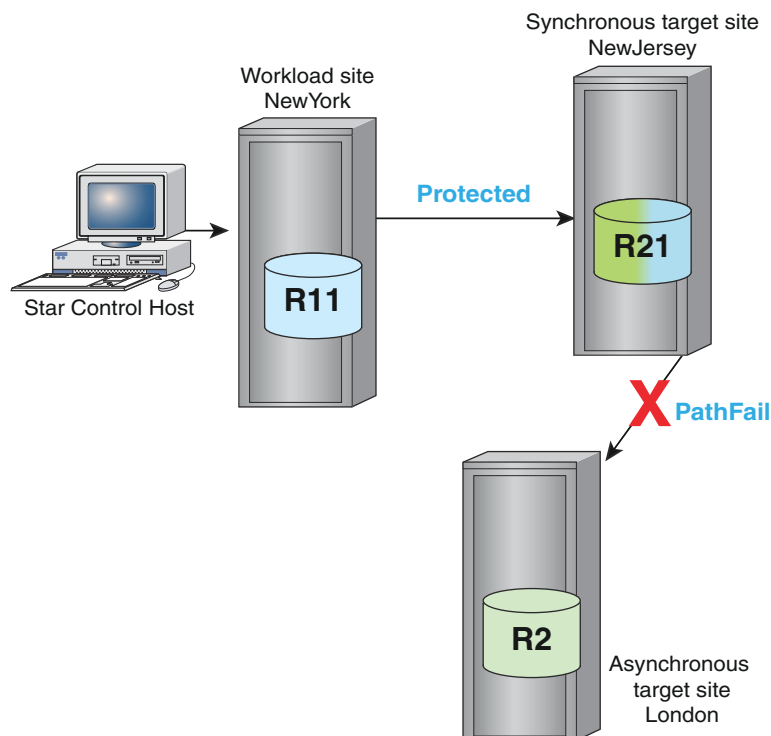 Synchronous target site
NewJersey
Workload site
NewYork
Protected
R21
R11
Star Control Host
X
PathFail
R2
Asynchronous
target site
London